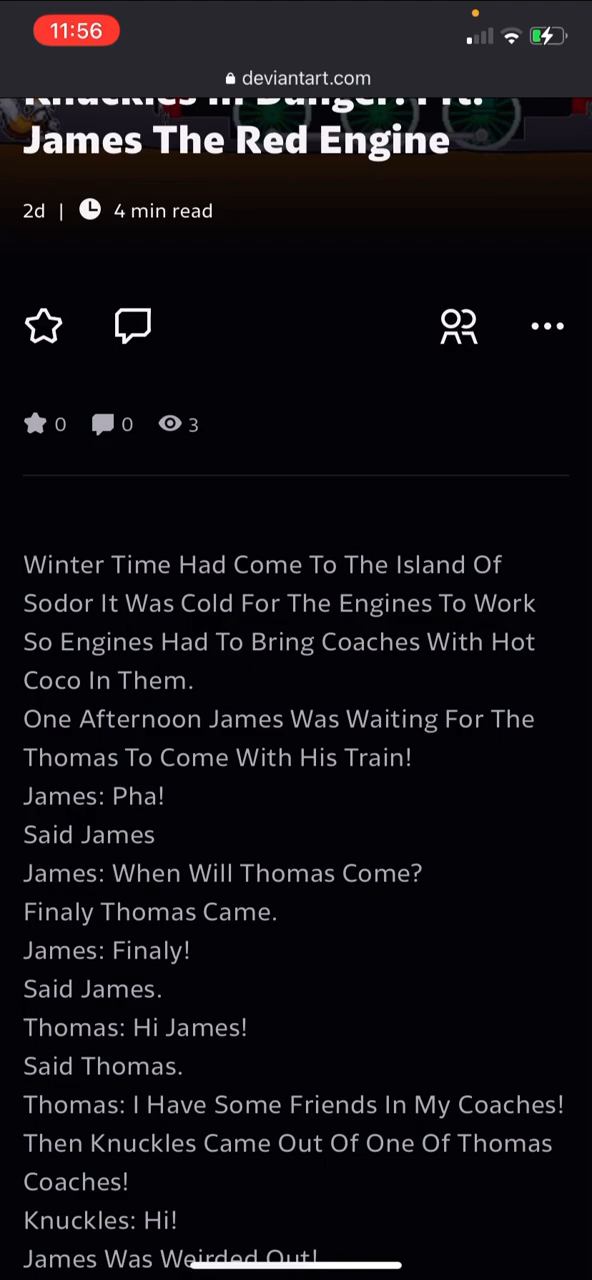 11:56
deviantart.com
Knuckles In Danger! Ft.
James The Red Engine
2d | 4 min read
0 0 3
Winter Time Had Come To The Island Of
Sodor It Was Cold For The Engines To Work
So Engines Had To Bring Coaches With Hot
Coco In Them.
One Afternoon James Was Waiting For The
Thomas To Come With His Train!
James: Pha!
Said James
James: When Will Thomas Come?
Finaly Thomas Came.
James: Finaly!
Said James.
Thomas: Hi James!
Said Thomas.
Thomas: I Have Some Friends In My Coaches!
Then Knuckles Came Out Of One Of Thomas
Coaches!
Knuckles: Hi!
James Was Weirded Out!